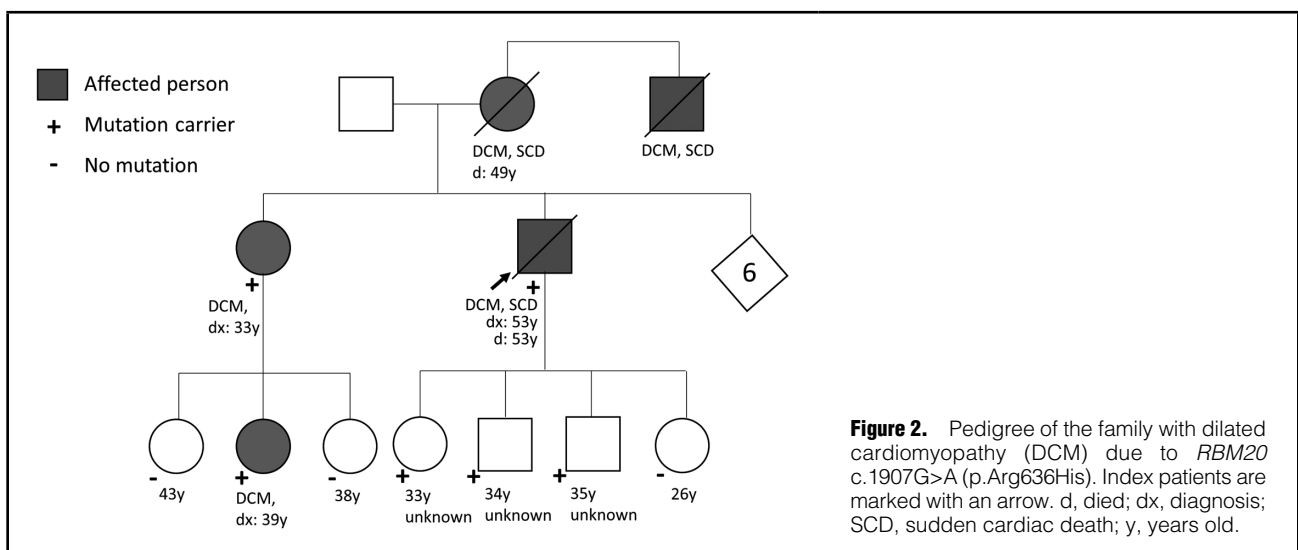 Affected person
+ Mutation carrier
- No mutation
DCM, SCD
d: 49y
DCM, SCD
+
DCM,
dx: 33y
+
DCM, SCD
dx: 53y
d: 53y
6
-
43y
+
DCM,
dx: 39y
-
38y
+
33y
unknown
+
34y
unknown
+
35y
unknown
-
26y
Figure 2. Pedigree of the family with dilated
cardiomyopathy (DCM) due to RBM20
c.1907G>A (p.Arg636His). Index patients are
marked with an arrow. d, died; dx, diagnosis;
SCD, sudden cardiac death; y, years old.